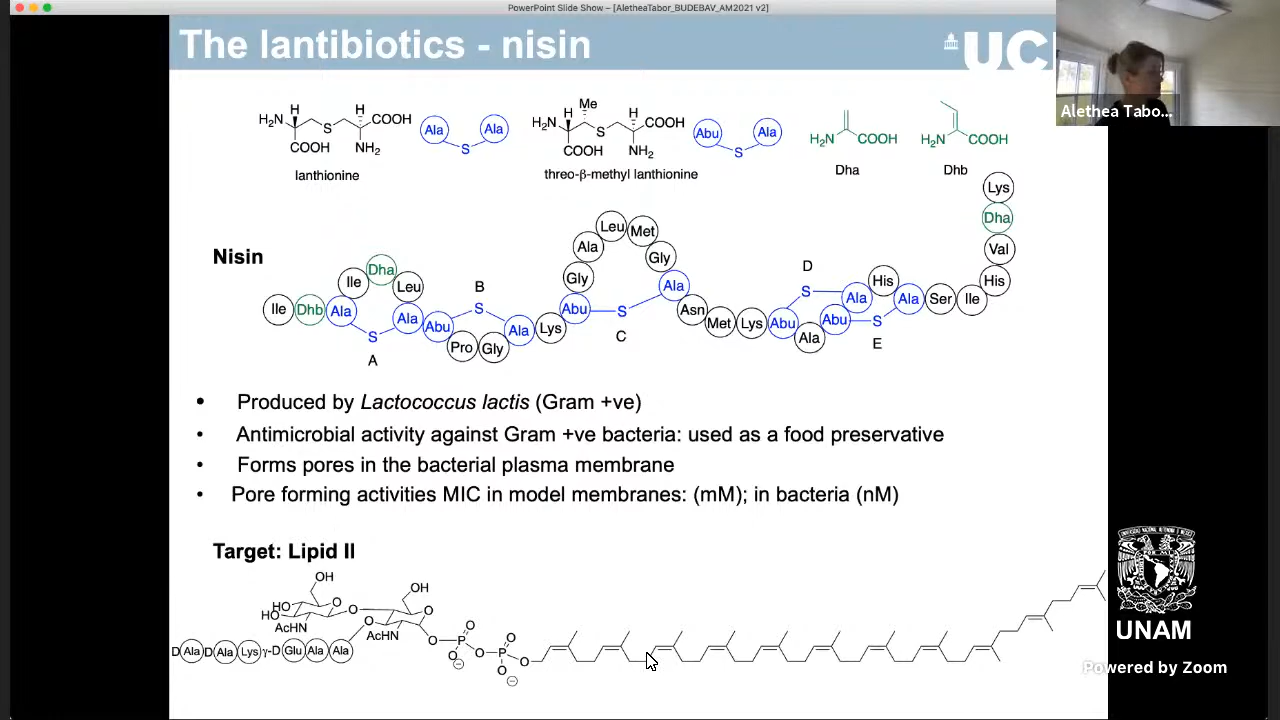 PowerPoint Slide Show - [AletheaTabor_BUDEBAV_AM2021 v2]
The lantibiotics - nisin
UCL
Alethea Tabo...
H₂N H S H COOH COOH NH₂
Ala S Ala
H₂N H Me S H COOH COOH NH₂
Abu S Ala
H₂N COOH
H₂N COOH
lanthionine
threo-β-methyl lanthionine
Dha
Dhb
Nisin
Ile Dhb Ala Ile Dha Leu Ala Abu Pro Gly Ala Lys Abu Gly Ala Leu Met Gly Ala Asn Met Lys Abu Ala Abu Ala His Ala Ser Ile His Val Dha Lys
S S S S S
A B C D E
• Produced by Lactococcus lactis (Gram +ve)
• Antimicrobial activity against Gram +ve bacteria: used as a food preservative
• Forms pores in the bacterial plasma membrane
• Pore forming activities MIC in model membranes: (mM); in bacteria (nM)
Target: Lipid II
OH OH
HO HO O O O O
AcHN O AcHN O P O O P O O O
DAla DAla Lys γ-D Glu Ala Ala
UNAM
Powered by Zoom